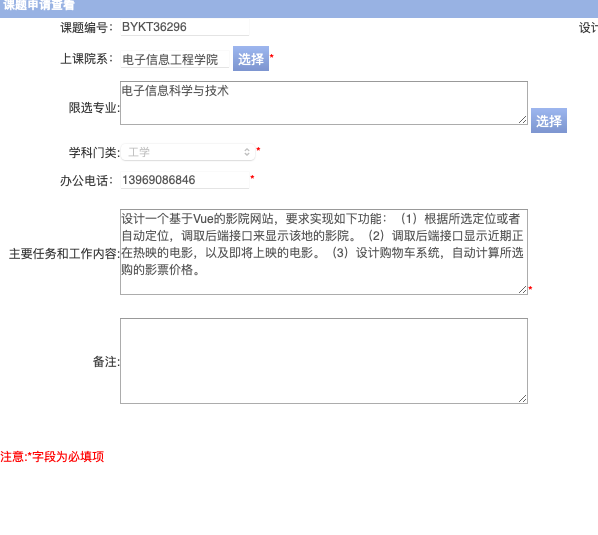 课题申请查看
课题编号： BYKT36296 设计
上课院系： 电子信息工程学院 选择 *
限选专业: 电子信息科学与技术 选择
学科门类: 工学 *
办公电话： 13969086846 *
主要任务和工作内容: 设计一个基于Vue的影院网站，要求实现如下功能：（1）根据所选定位或者
自动定位，调取后端接口来显示该地的影院。（2）调取后端接口显示近期正
在热映的电影，以及即将上映的电影。（3）设计购物车系统，自动计算所选
购的影票价格。 *
备注:
注意:*字段为必填项